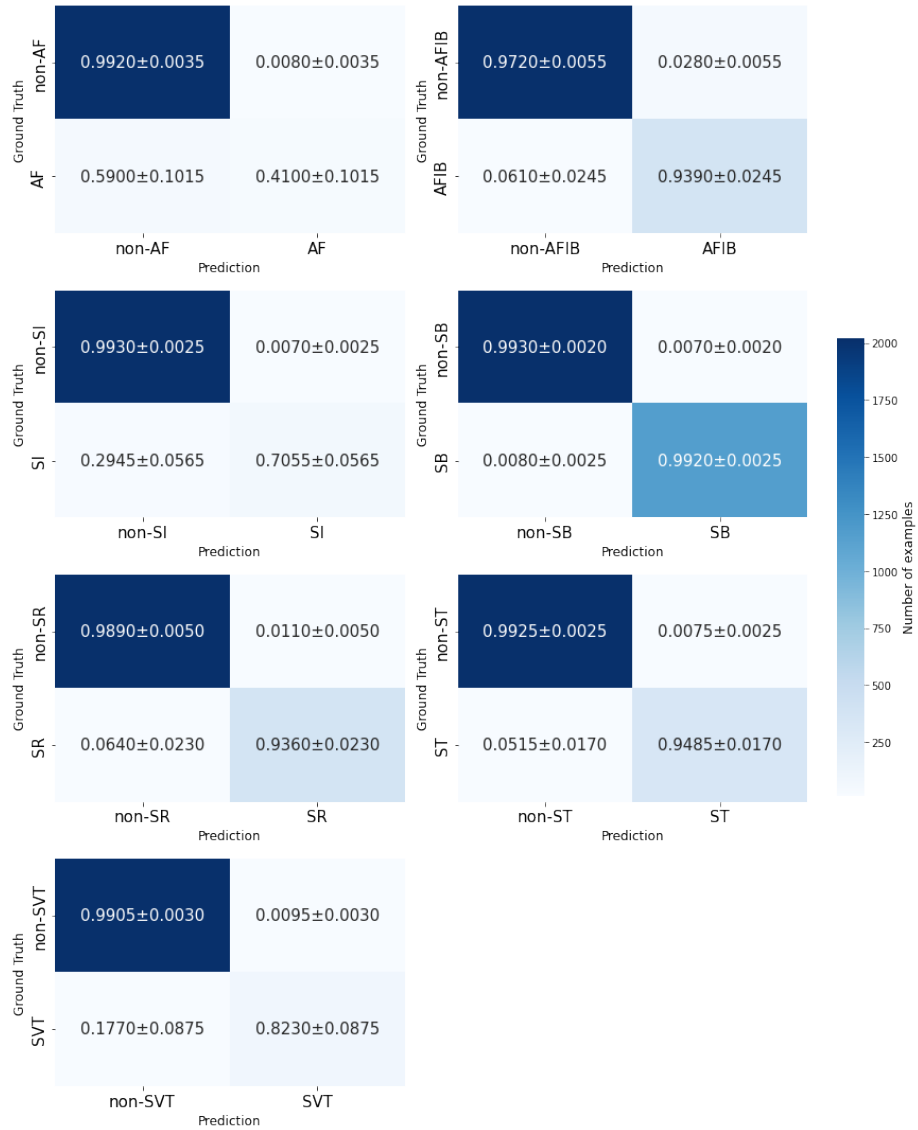 Ground Truth
non-AF
0.9920±0.0035 0.0080±0.0035
AF
0.5900±0.1015 0.4100±0.1015
non-AF AF
Prediction
Ground Truth
non-AFIB
0.9720±0.0055 0.0280±0.0055
AFIB
0.0610±0.0245 0.9390±0.0245
non-AFIB AFIB
Prediction
Ground Truth
non-SI
0.9930±0.0025 0.0070±0.0025
SI
0.2945±0.0565 0.7055±0.0565
non-SI SI
Prediction
Ground Truth
non-SB
0.9930±0.0020 0.0070±0.0020
SB
0.0080±0.0025 0.9920±0.0025
non-SB SB
Prediction
Ground Truth
non-SR
0.9890±0.0050 0.0110±0.0050
SR
0.0640±0.0230 0.9360±0.0230
non-SR SR
Prediction
Ground Truth
non-ST
0.9925±0.0025 0.0075±0.0025
ST
0.0515±0.0170 0.9485±0.0170
non-ST ST
Prediction
Ground Truth
non-SVT
0.9905±0.0030 0.0095±0.0030
SVT
0.1770±0.0875 0.8230±0.0875
non-SVT SVT
Prediction
2000
1750
1500
1250
1000
750
500
250
Number of examples